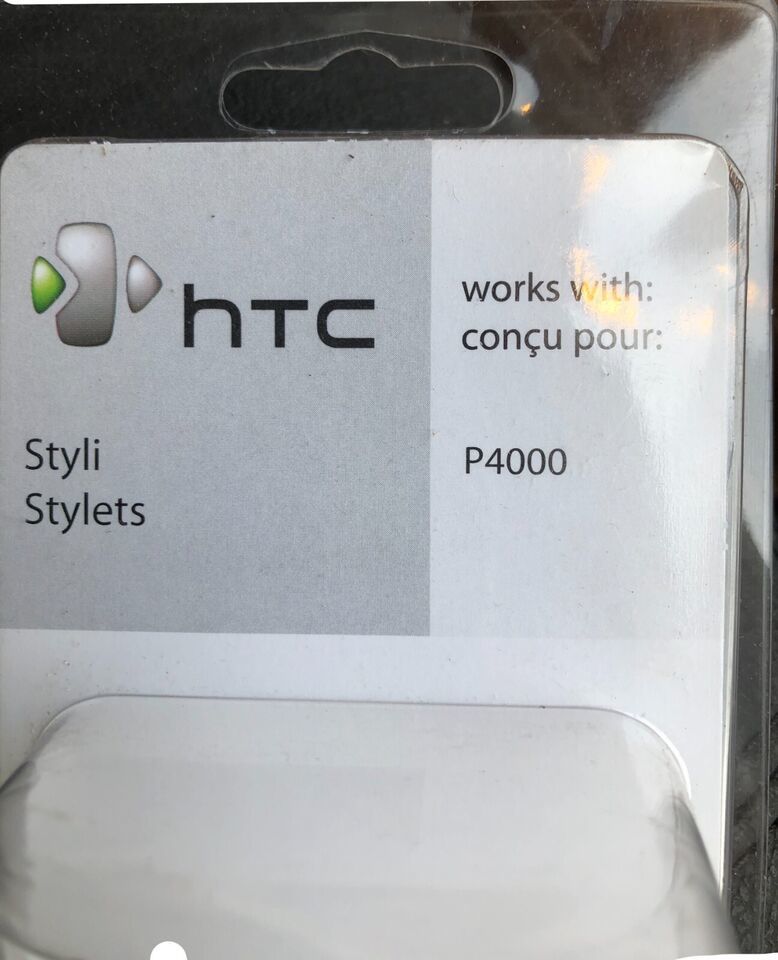 hTC
Styli
Stylets
works with:
conçu pour:
P4000